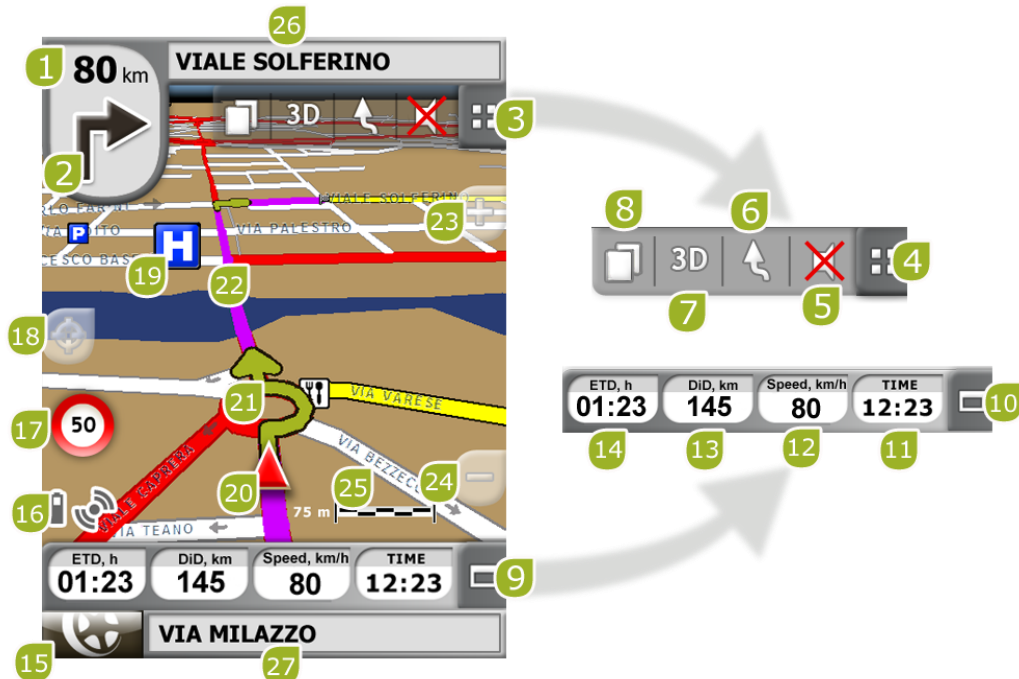 26
1
80 km
VIALE SOLFERINO
3D
3
2
VIALE SOLFERINO
23
P
VIA PALESTRO
H
19
22
18
21
VIA VARESE
17
50
VIALE CAPRERA
VIA BEZZECCA
20
25
24
16
75 m
VIA TEANO
ETD, h
01:23
DiD, km
145
Speed, km/h
80
TIME
12:23
9
15
VIA MILAZZO
27
8
6
3D
4
7
5
ETD, h
01:23
DiD, km
145
Speed, km/h
80
TIME
12:23
10
14
13
12
11